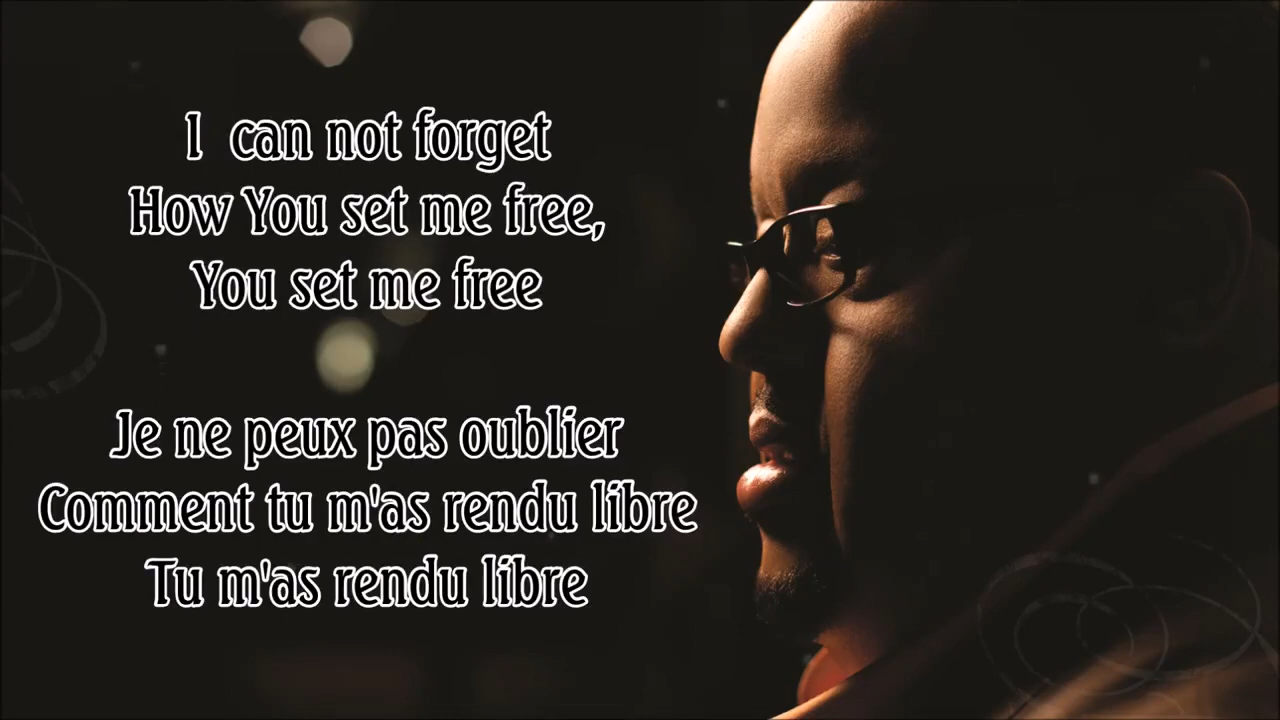 I can not forget
How You set me free,
You set me free
Je ne peux pas oublier
Comment tu m'as rendu libre
Tu m'as rendu libre